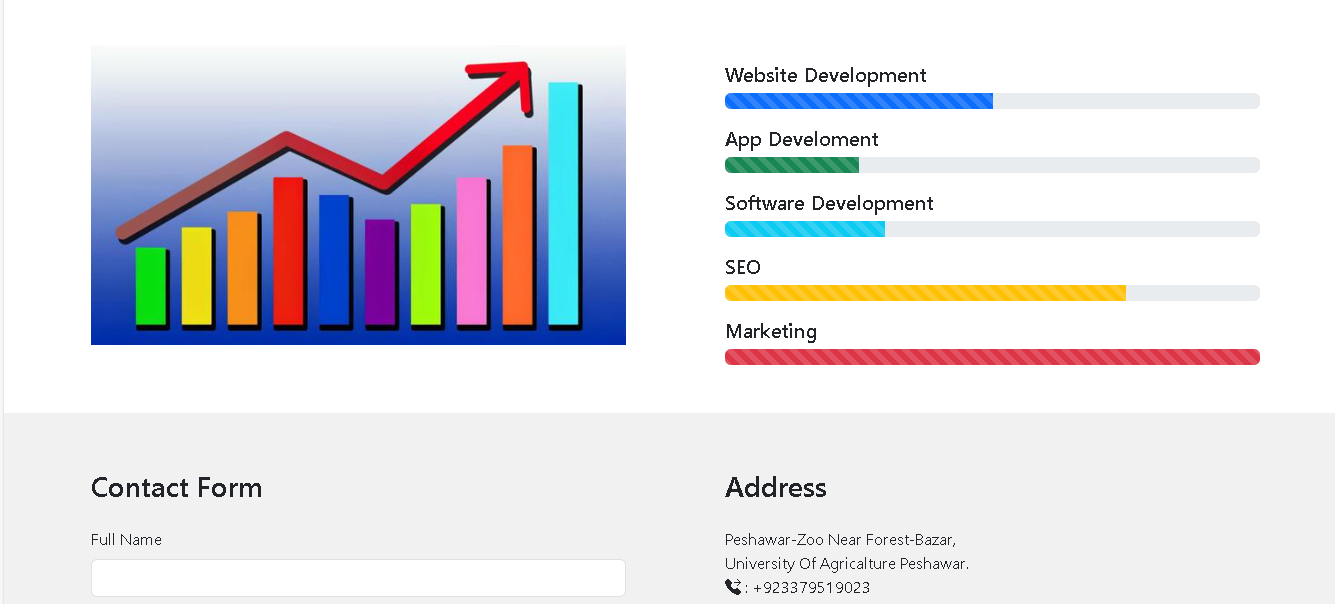 Website Development
App Develoment
Software Development
SEO
Marketing
Contact Form
Full Name
Address
Peshawar-Zoo Near Forest-Bazar,
University Of Agricalture Peshawar.
: +923379519023